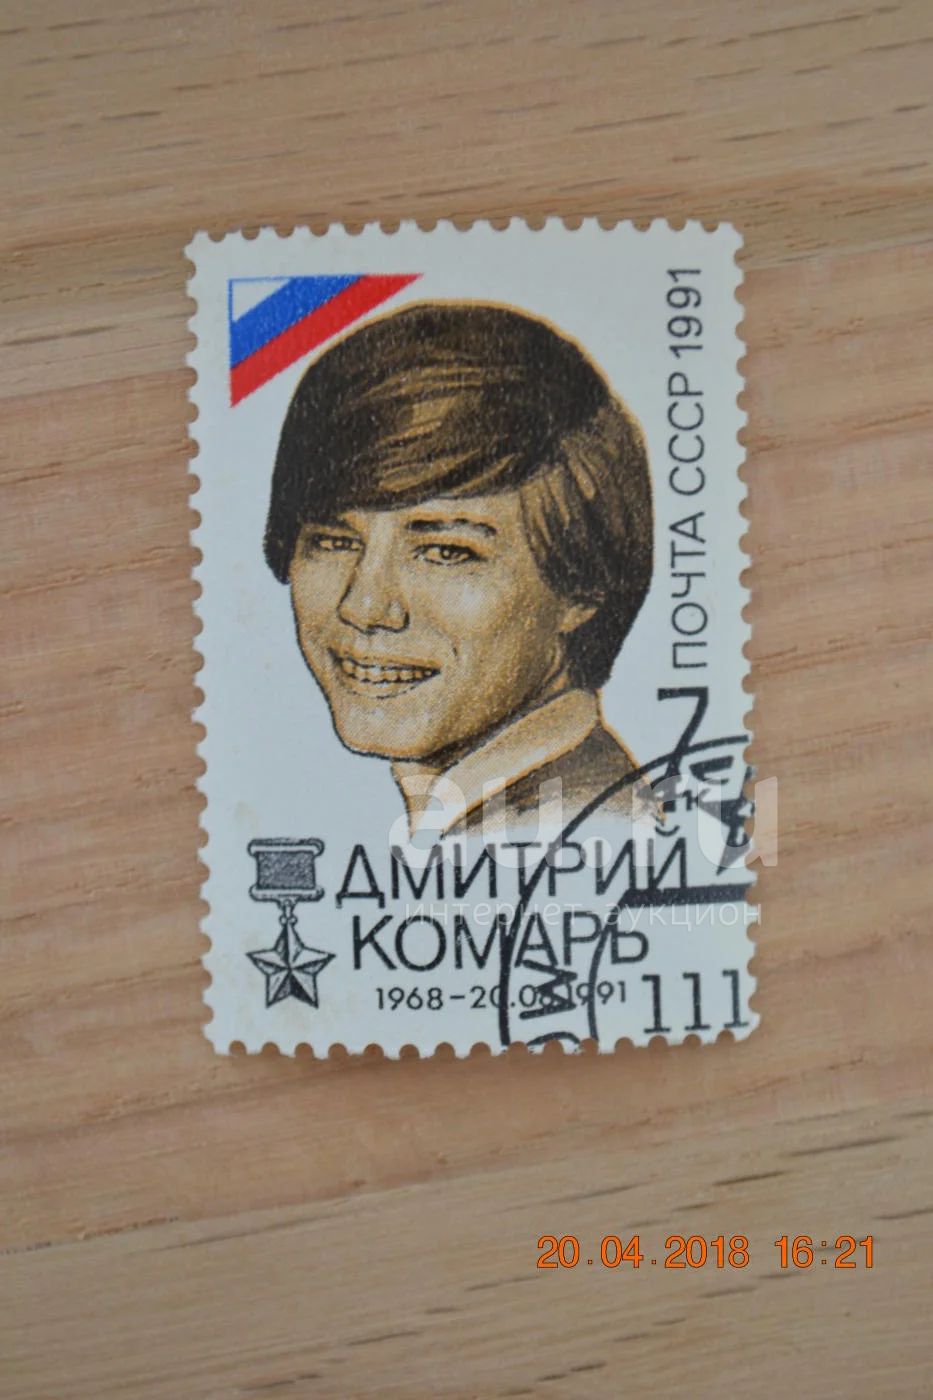 ПОЧТА СССР 1991
ДМИТРИЙ
КОМАРЬ
1968-20.08.1991
111
au.ru
интернет аукцион
20.04.2018 16:21